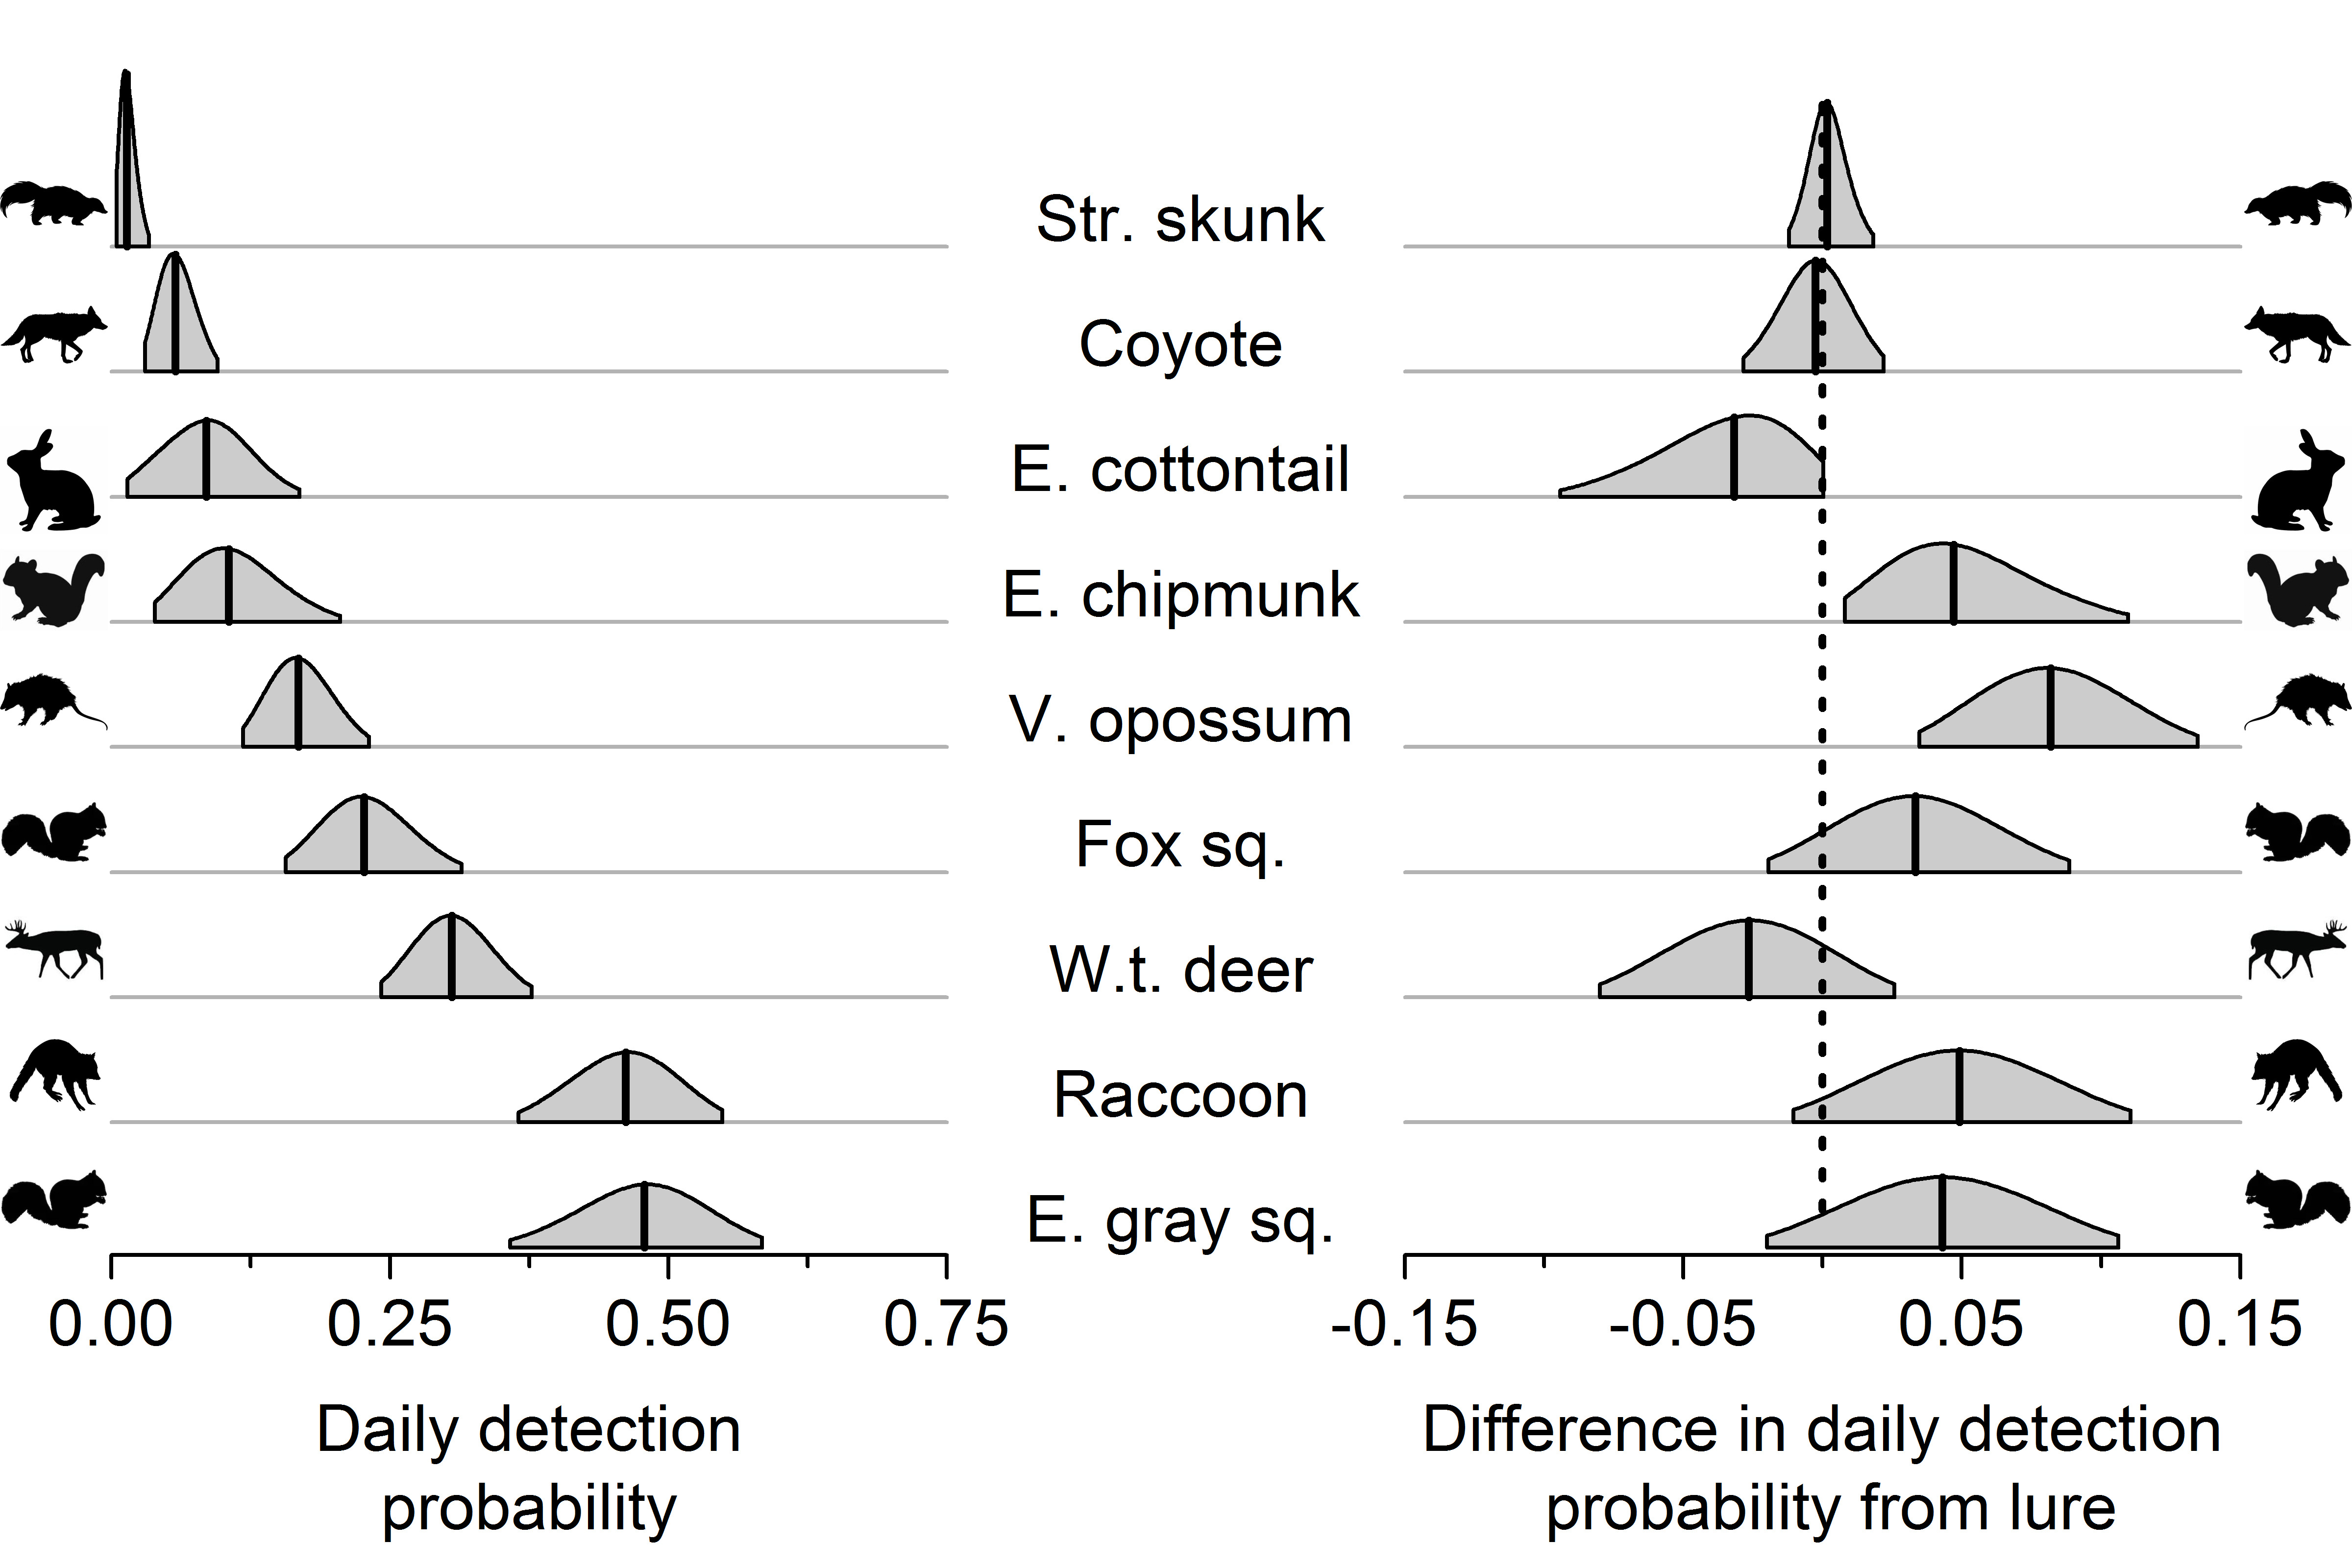 Str. skunk
Coyote
E. cottontail
E. chipmunk
V. opossum
Fox sq.
W.t. deer
Raccoon
E. gray sq.
0.00 0.25 0.50 0.75 -0.15 -0.05 0.05 0.15
Daily detection
probability
Difference in daily detection
probability from lure